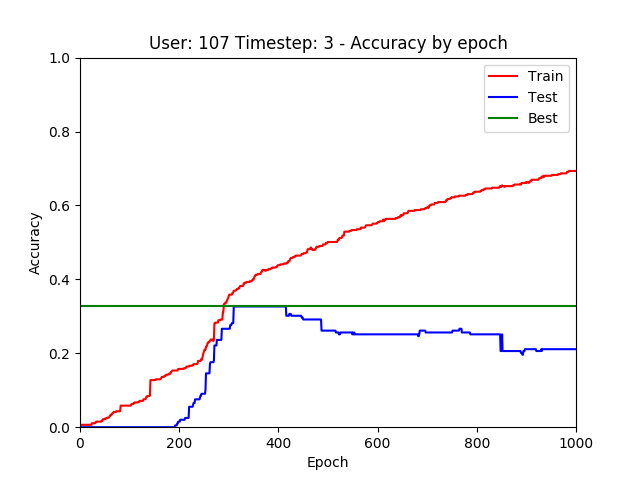 User: 107 Timestep: 3 - Accuracy by epoch
1.0
0.8
0.6
0.4
0.2
0.0
Accuracy
Train
Test
Best
0 200 400 600 800 1000
Epoch